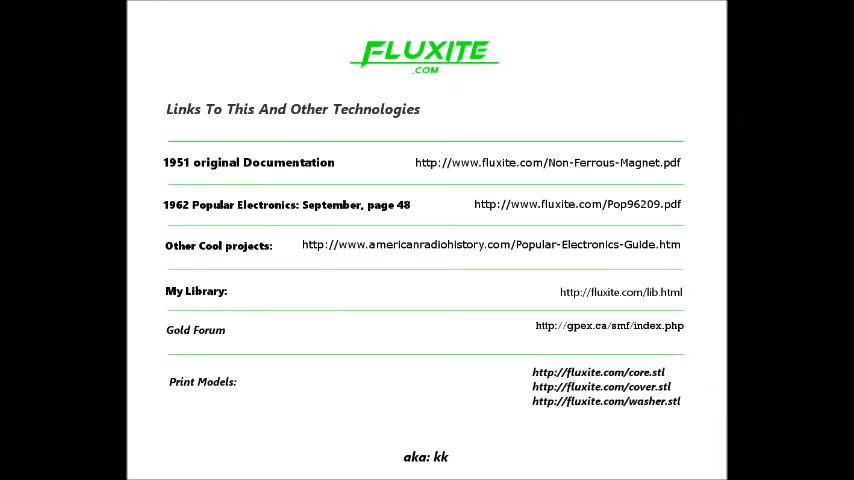 FLUXITE
.COM
Links To This And Other Technologies
1951 original Documentation http://www.fluxite.com/Non-Ferrous-Magnet.pdf
1962 Popular Electronics: September, page 48 http://www.fluxite.com/Pop96209.pdf
Other Cool projects: http://www.americanradiohistory.com/Popular-Electronics-Guide.htm
My Library: http://fluxite.com/lib.html
Gold Forum http://gpex.ca/smf/index.php
Print Models: http://fluxite.com/core.stl
http://fluxite.com/cover.stl
http://fluxite.com/washer.stl
aka: kk